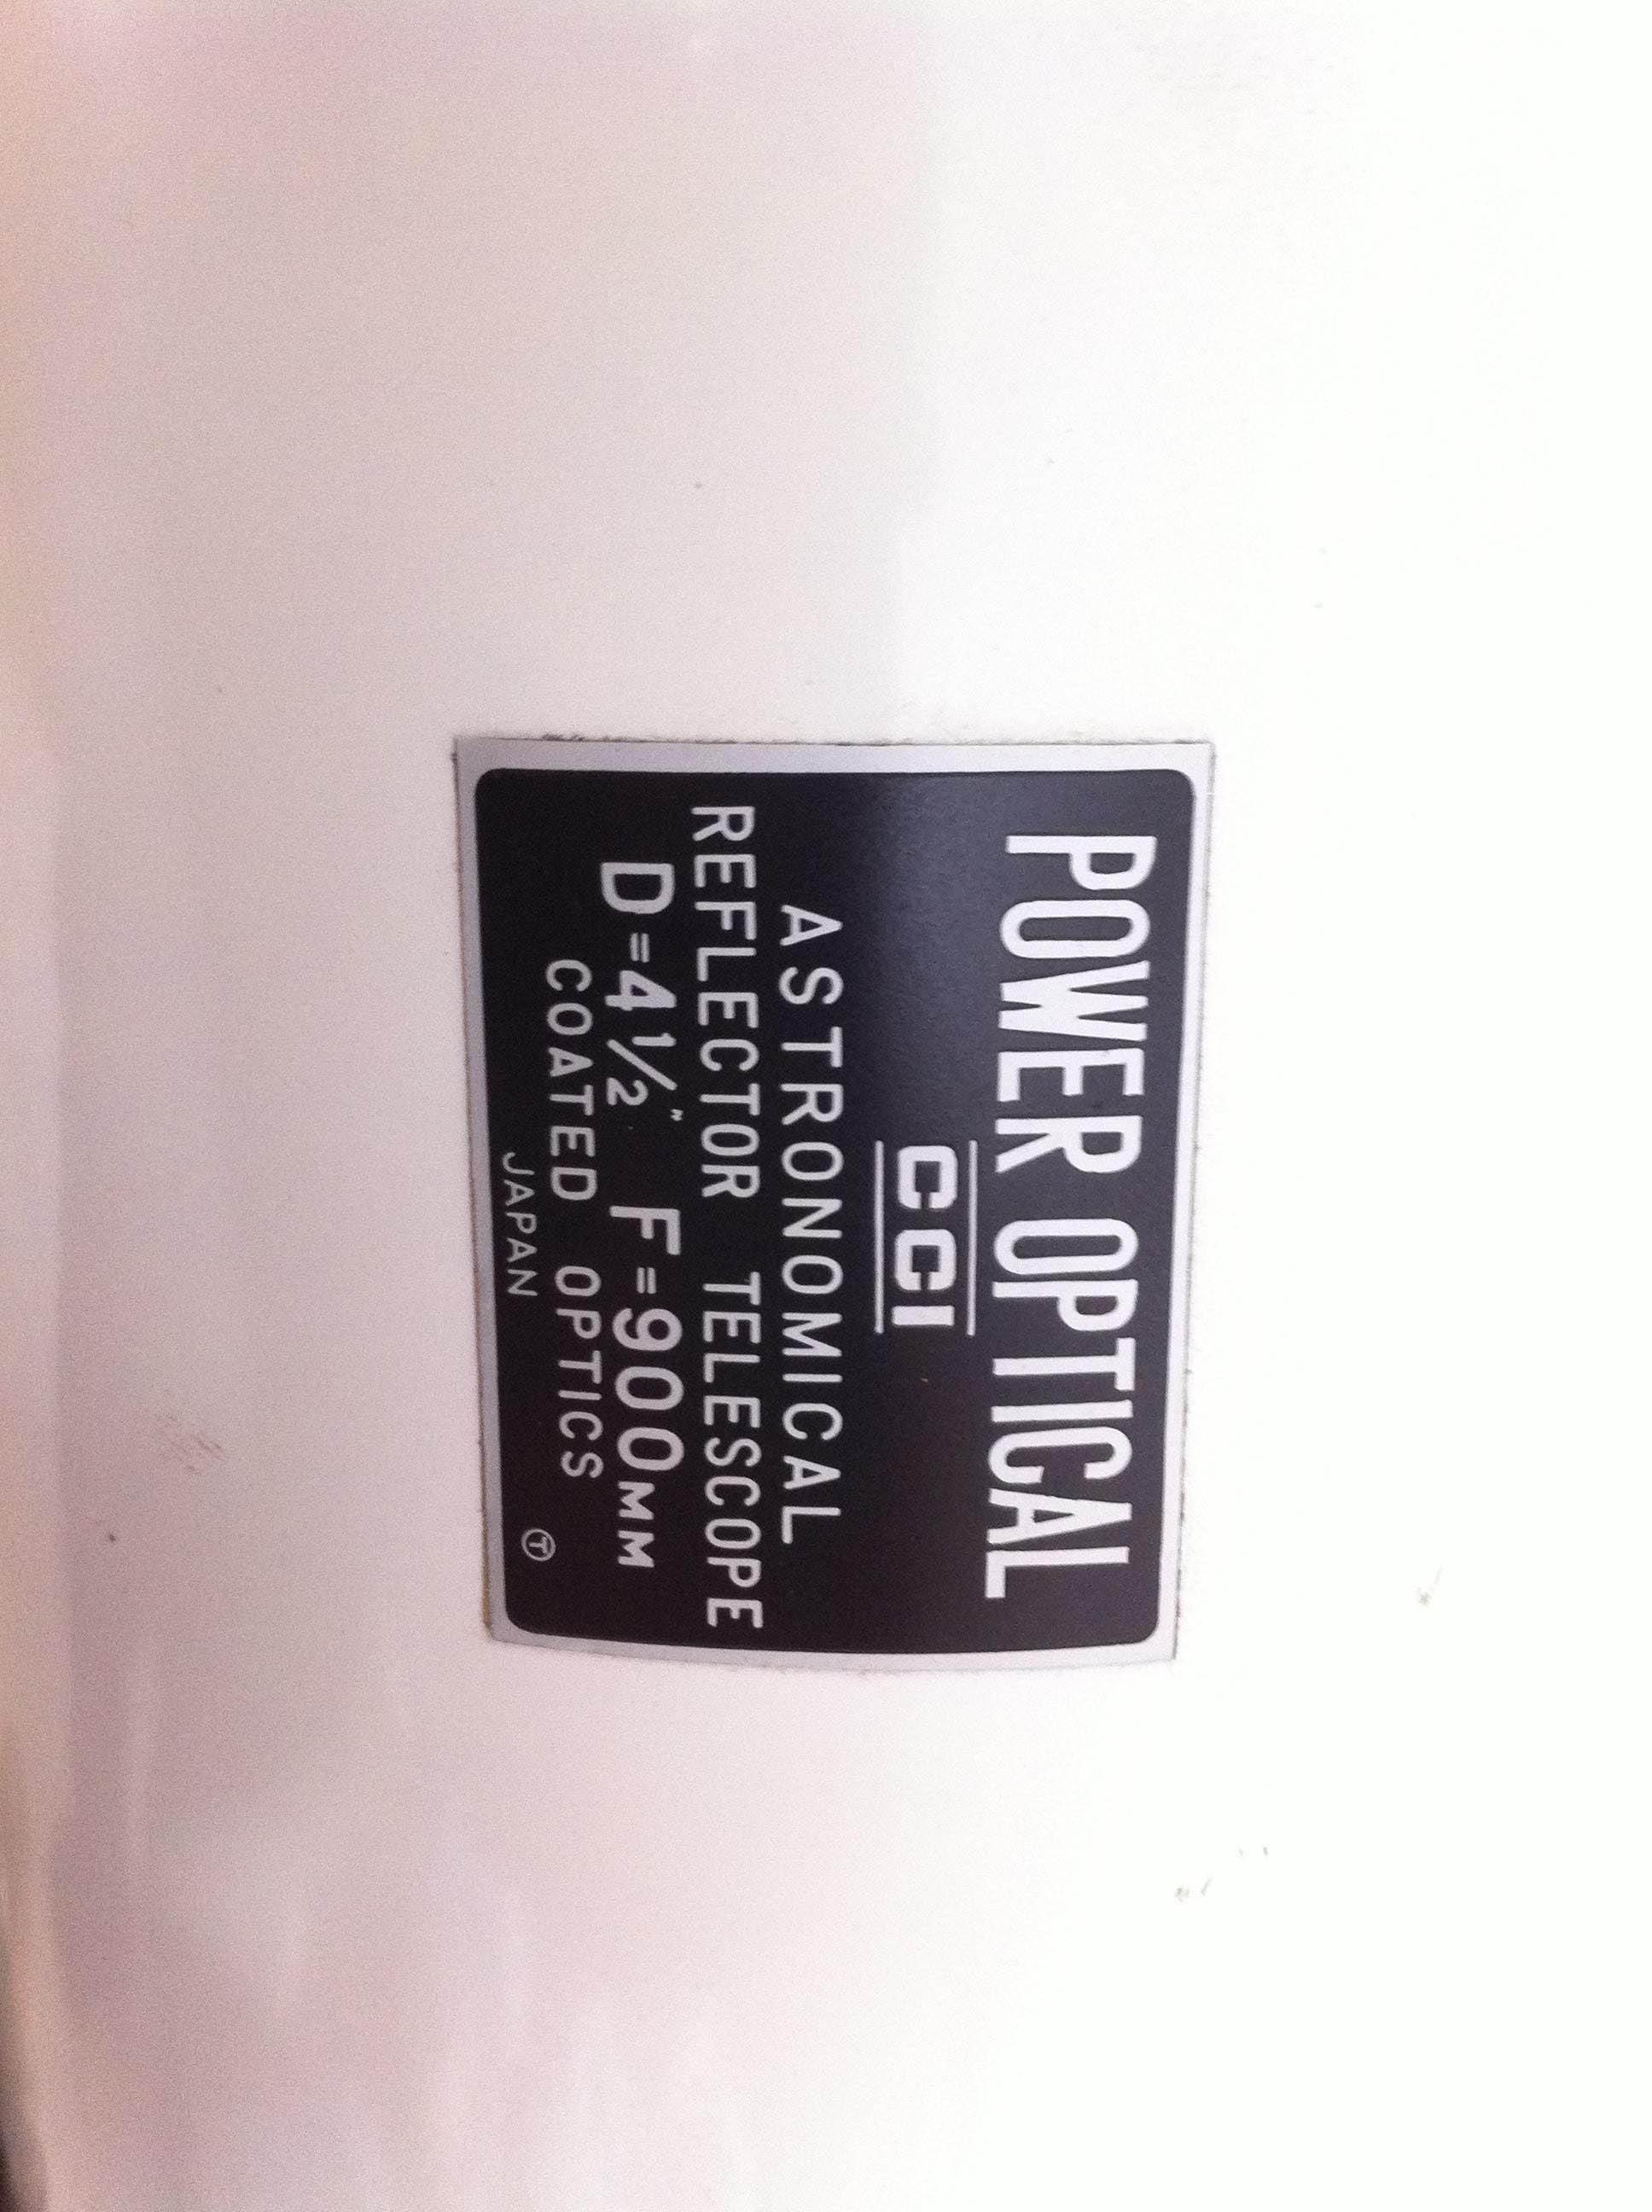 POWER OPTICAL
CCI
ASTRONOMICAL
REFLECTOR TELESCOPE
D=4½" F=900MM
COATED OPTICS
JAPAN
T